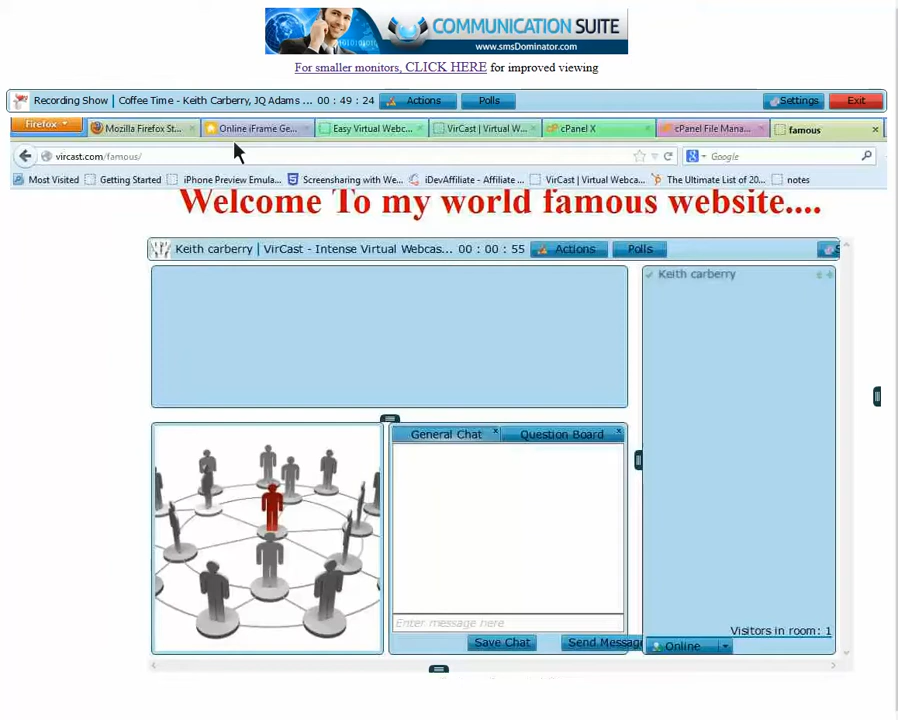 COMMUNICATION SUITE
www.smsDominator.com
For smaller monitors, CLICK HERE for improved viewing
Recording Show | Coffee Time - Keith Carberry, JQ Adams ... 00 : 49 : 24 Actions Polls Settings Exit
Firefox Mozilla Firefox St... Online iFrame Ge... Easy Virtual Webc... VirCast | Virtual W... cPanel X cPanel File Mana... famous
vircast.com/famous/ Google
Most Visited Getting Started iPhone Preview Emula... Screensharing with We... iDevAffiliate - Affiliate ... VirCast | Virtual Webca... The Ultimate List of 20... notes
Welcome To my world famous website....
Keith carberry | VirCast - Intense Virtual Webcas... 00 : 00 : 55 Actions Polls S
Keith carberry
General Chat x Question Board x
Enter message here
Save Chat Send Message
Visitors in room: 1
Online